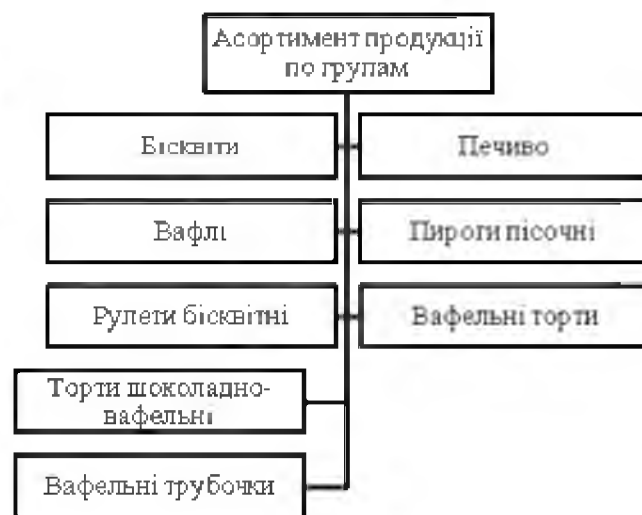 Асортимент продукції
по групам
Бісквіти
Печиво
Вафлі
Пироги пісочні
Рулети бісквітні
Вафельні торти
Торти шоколадно-
вафельні
Вафельні трубочки